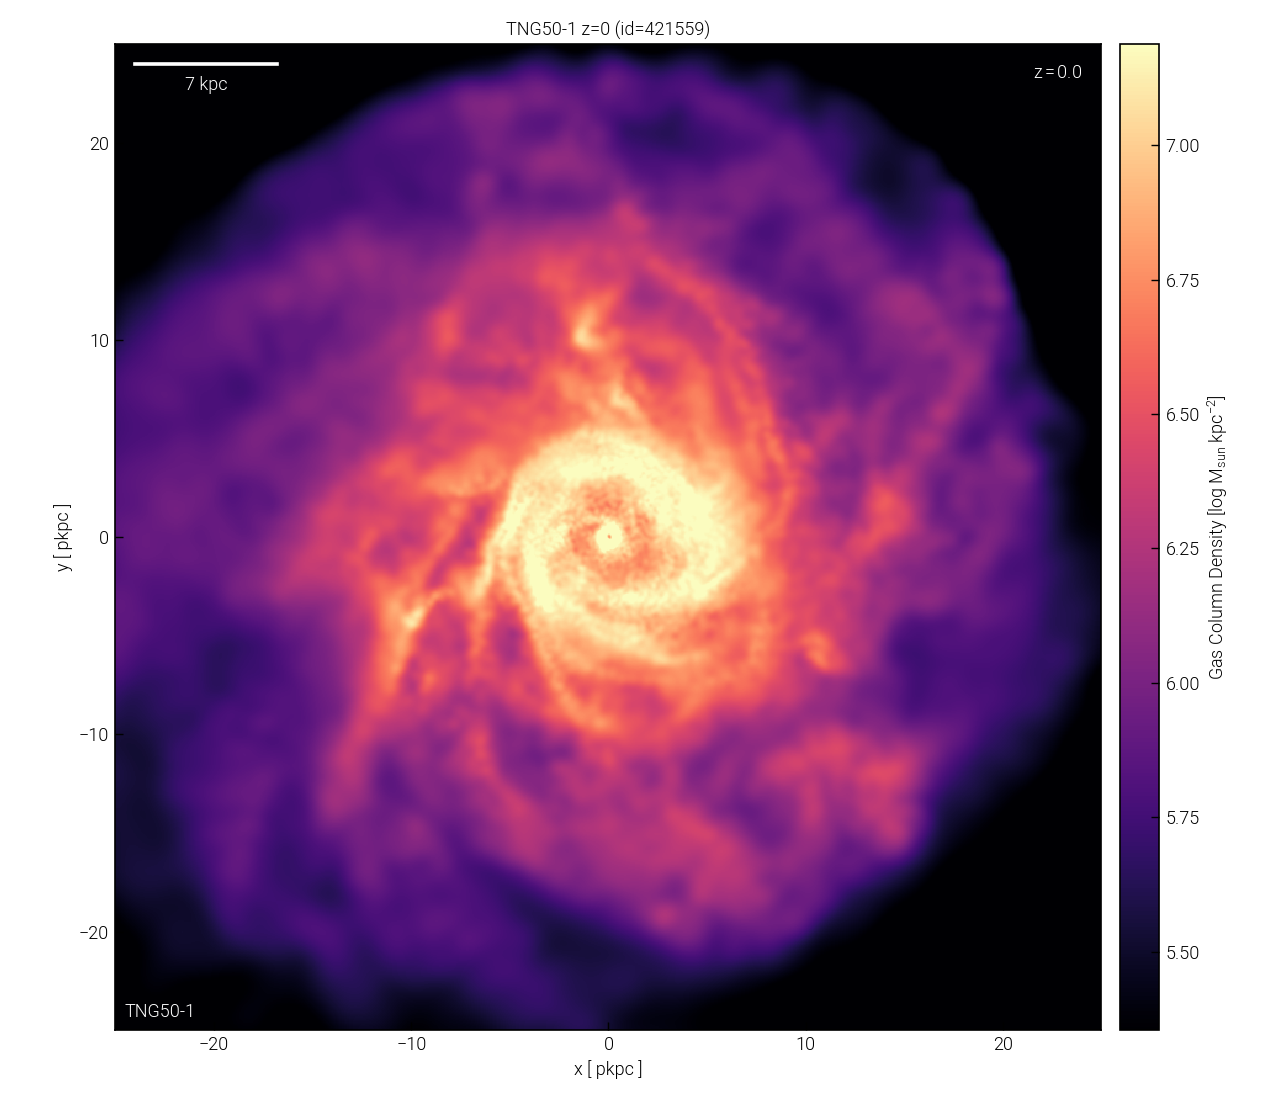 TNG50-1 z=0 (id=421559)
7 kpc
z=0.0
20
10
0
−10
−20
y [ pkpc ]
TNG50-1
−20
−10
0
10
20
x [ pkpc ]
7.00
6.75
6.50
6.25
6.00
5.75
5.50
Gas Column Density [log M_sun kpc⁻²]